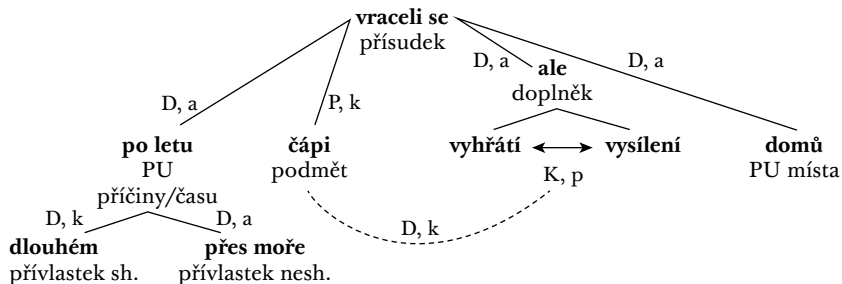 vraceli se
přísudek
D, a
P, k
D, a
D, a
ale
doplněk
po letu
PU
příčiny/času
čápi
podmět
vyhřátí
vysílení
K, p
domů
PU místa
D, k
D, a
D, k
dlouhém
přívlastek sh.
přes moře
přívlastek nesh.